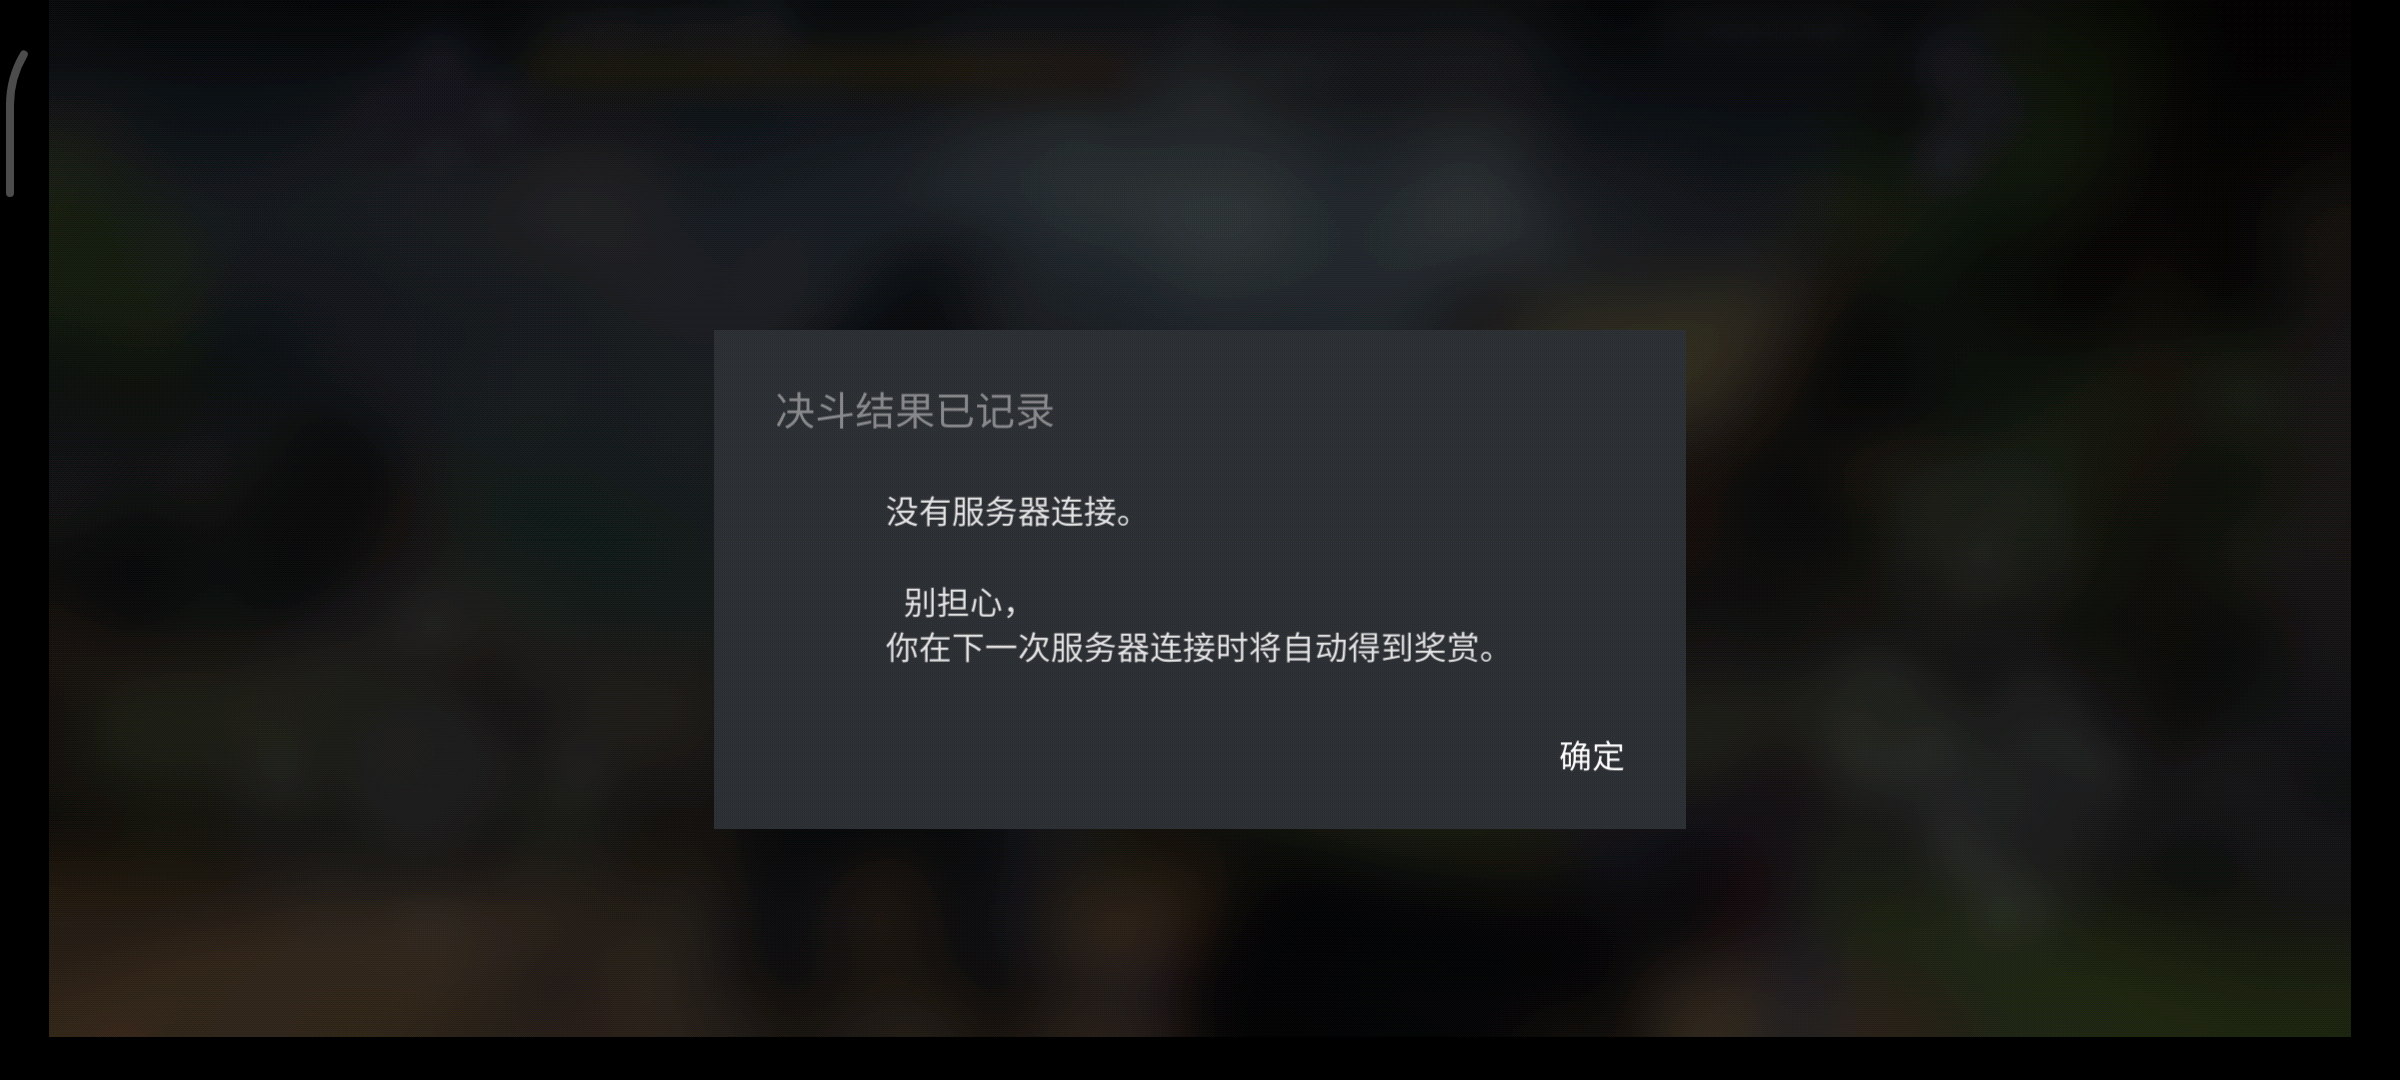 决斗结果已记录
没有服务器连接。
别担心，
你在下一次服务器连接时将自动得到奖赏。
确定